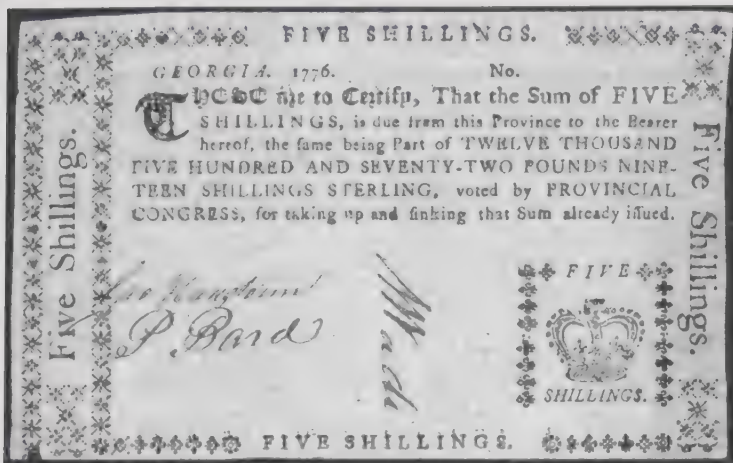 FIVE SHILLINGS.
GEORGIA. 1776. No.
THESE are to Certify, That the Sum of FIVE
SHILLINGS, is due from this Province to the Bearer
hereof, the same being Part of TWELVE THOUSAND
FIVE HUNDRED AND SEVENTY-TWO POUNDS NINE-
TEEN SHILLINGS STERLING, voted by PROVINCIAL
CONGRESS, for taking up and sinking that Sum already issued.
Five Shillings.
Five Shillings.
P. Bard
FIVE
SHILLINGS.
FIVE SHILLINGS.